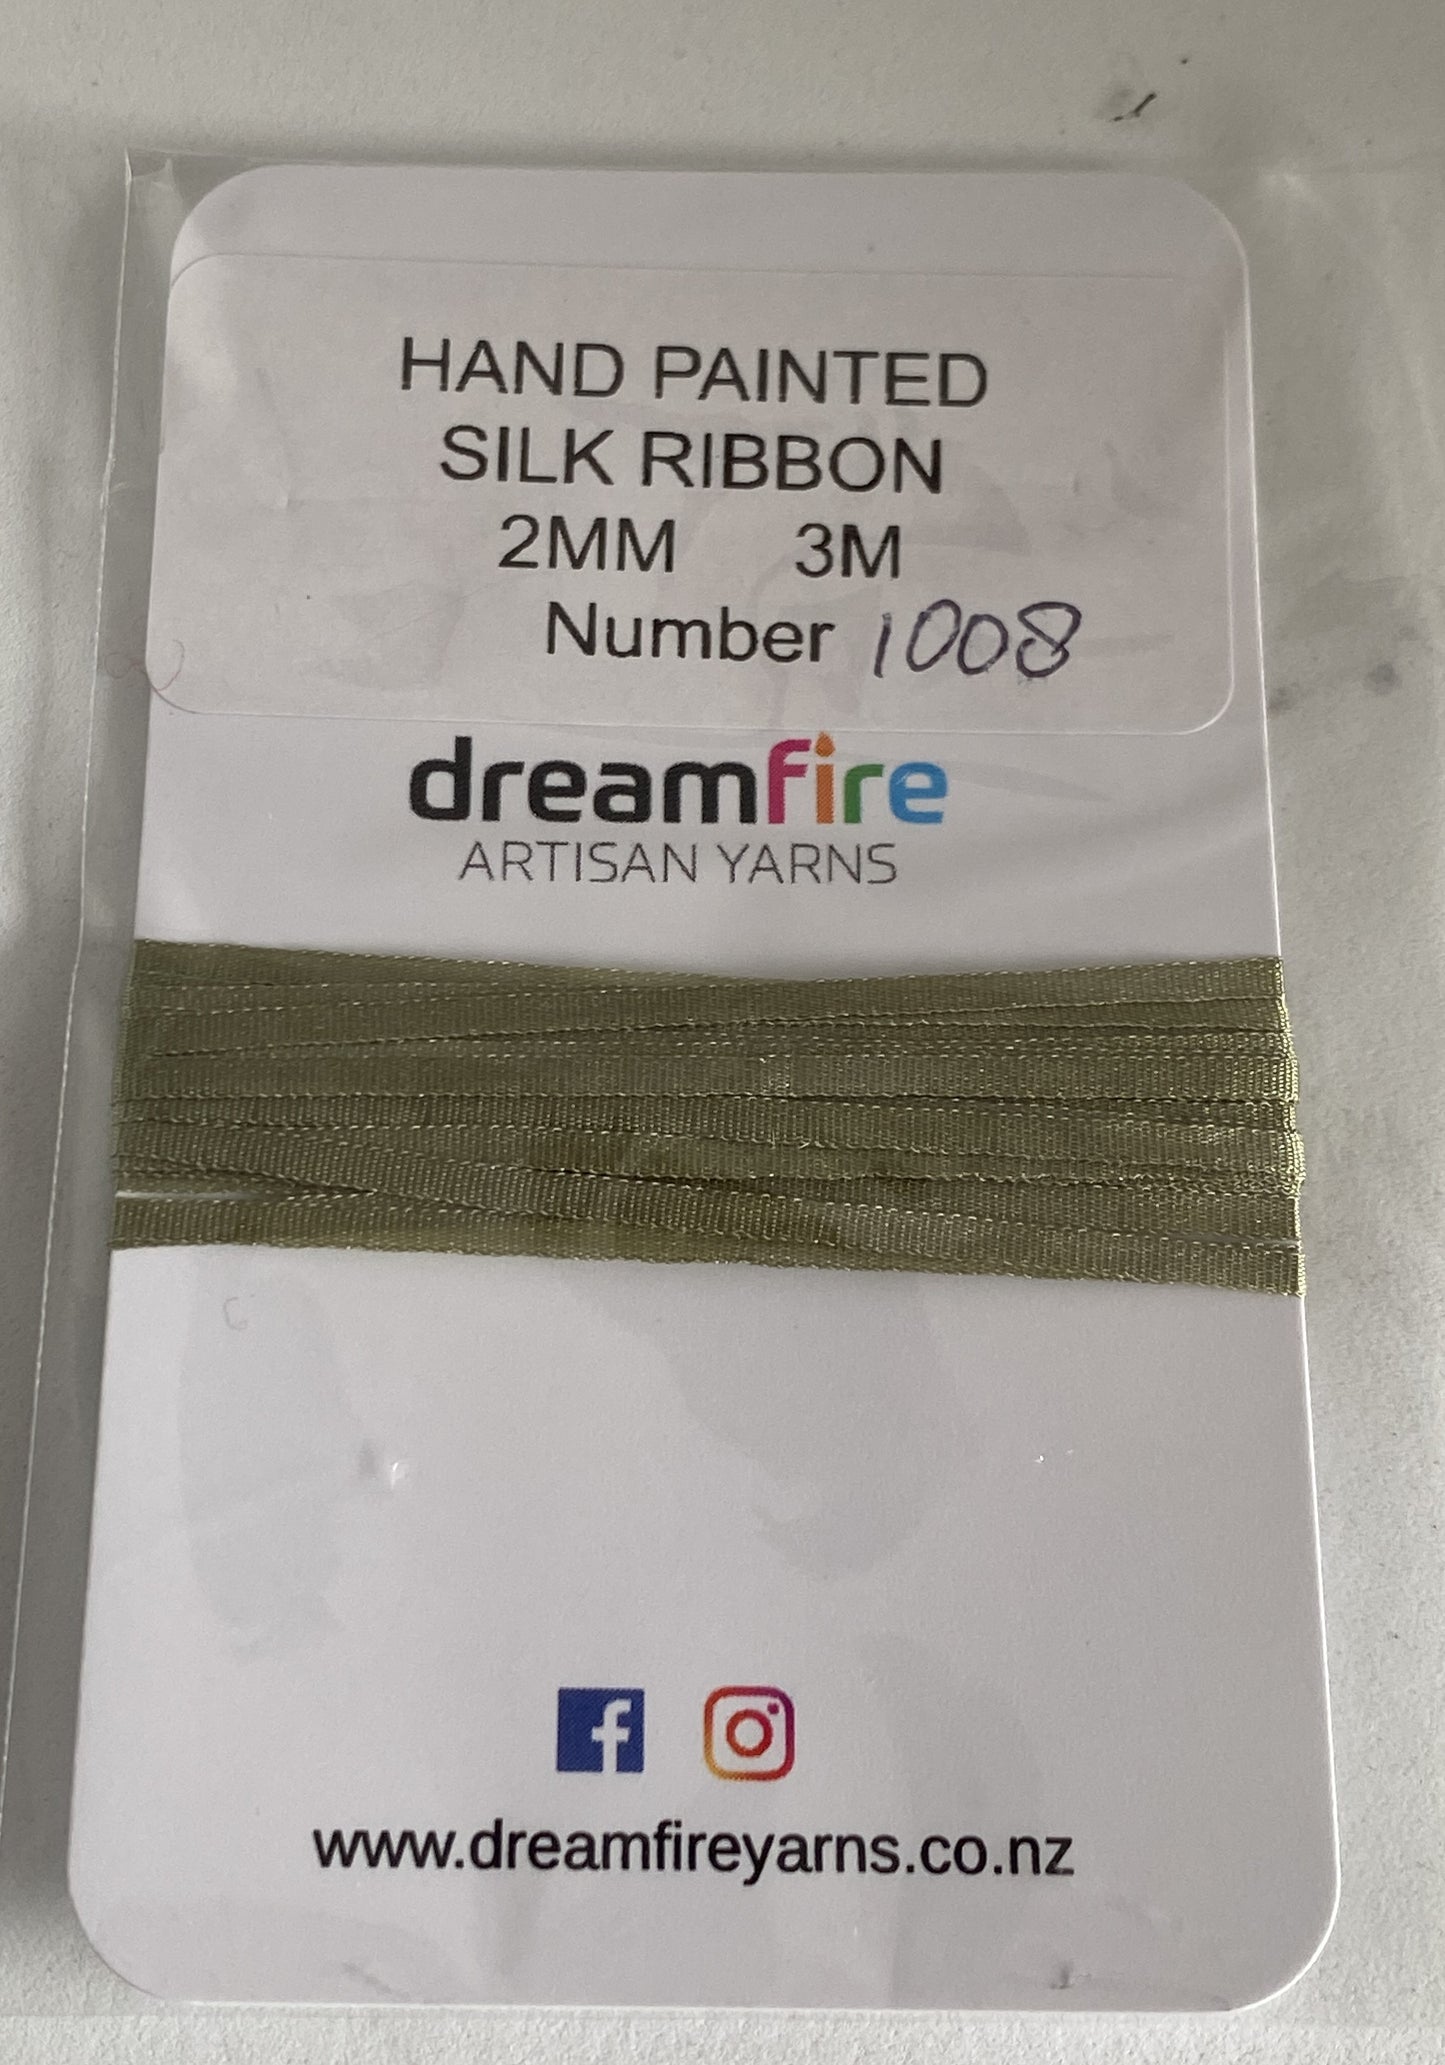 HAND PAINTED
SILK RIBBON
2MM 3M
Number 1008
dreamfire
ARTISAN YARNS
www.dreamfireyarns.co.nz